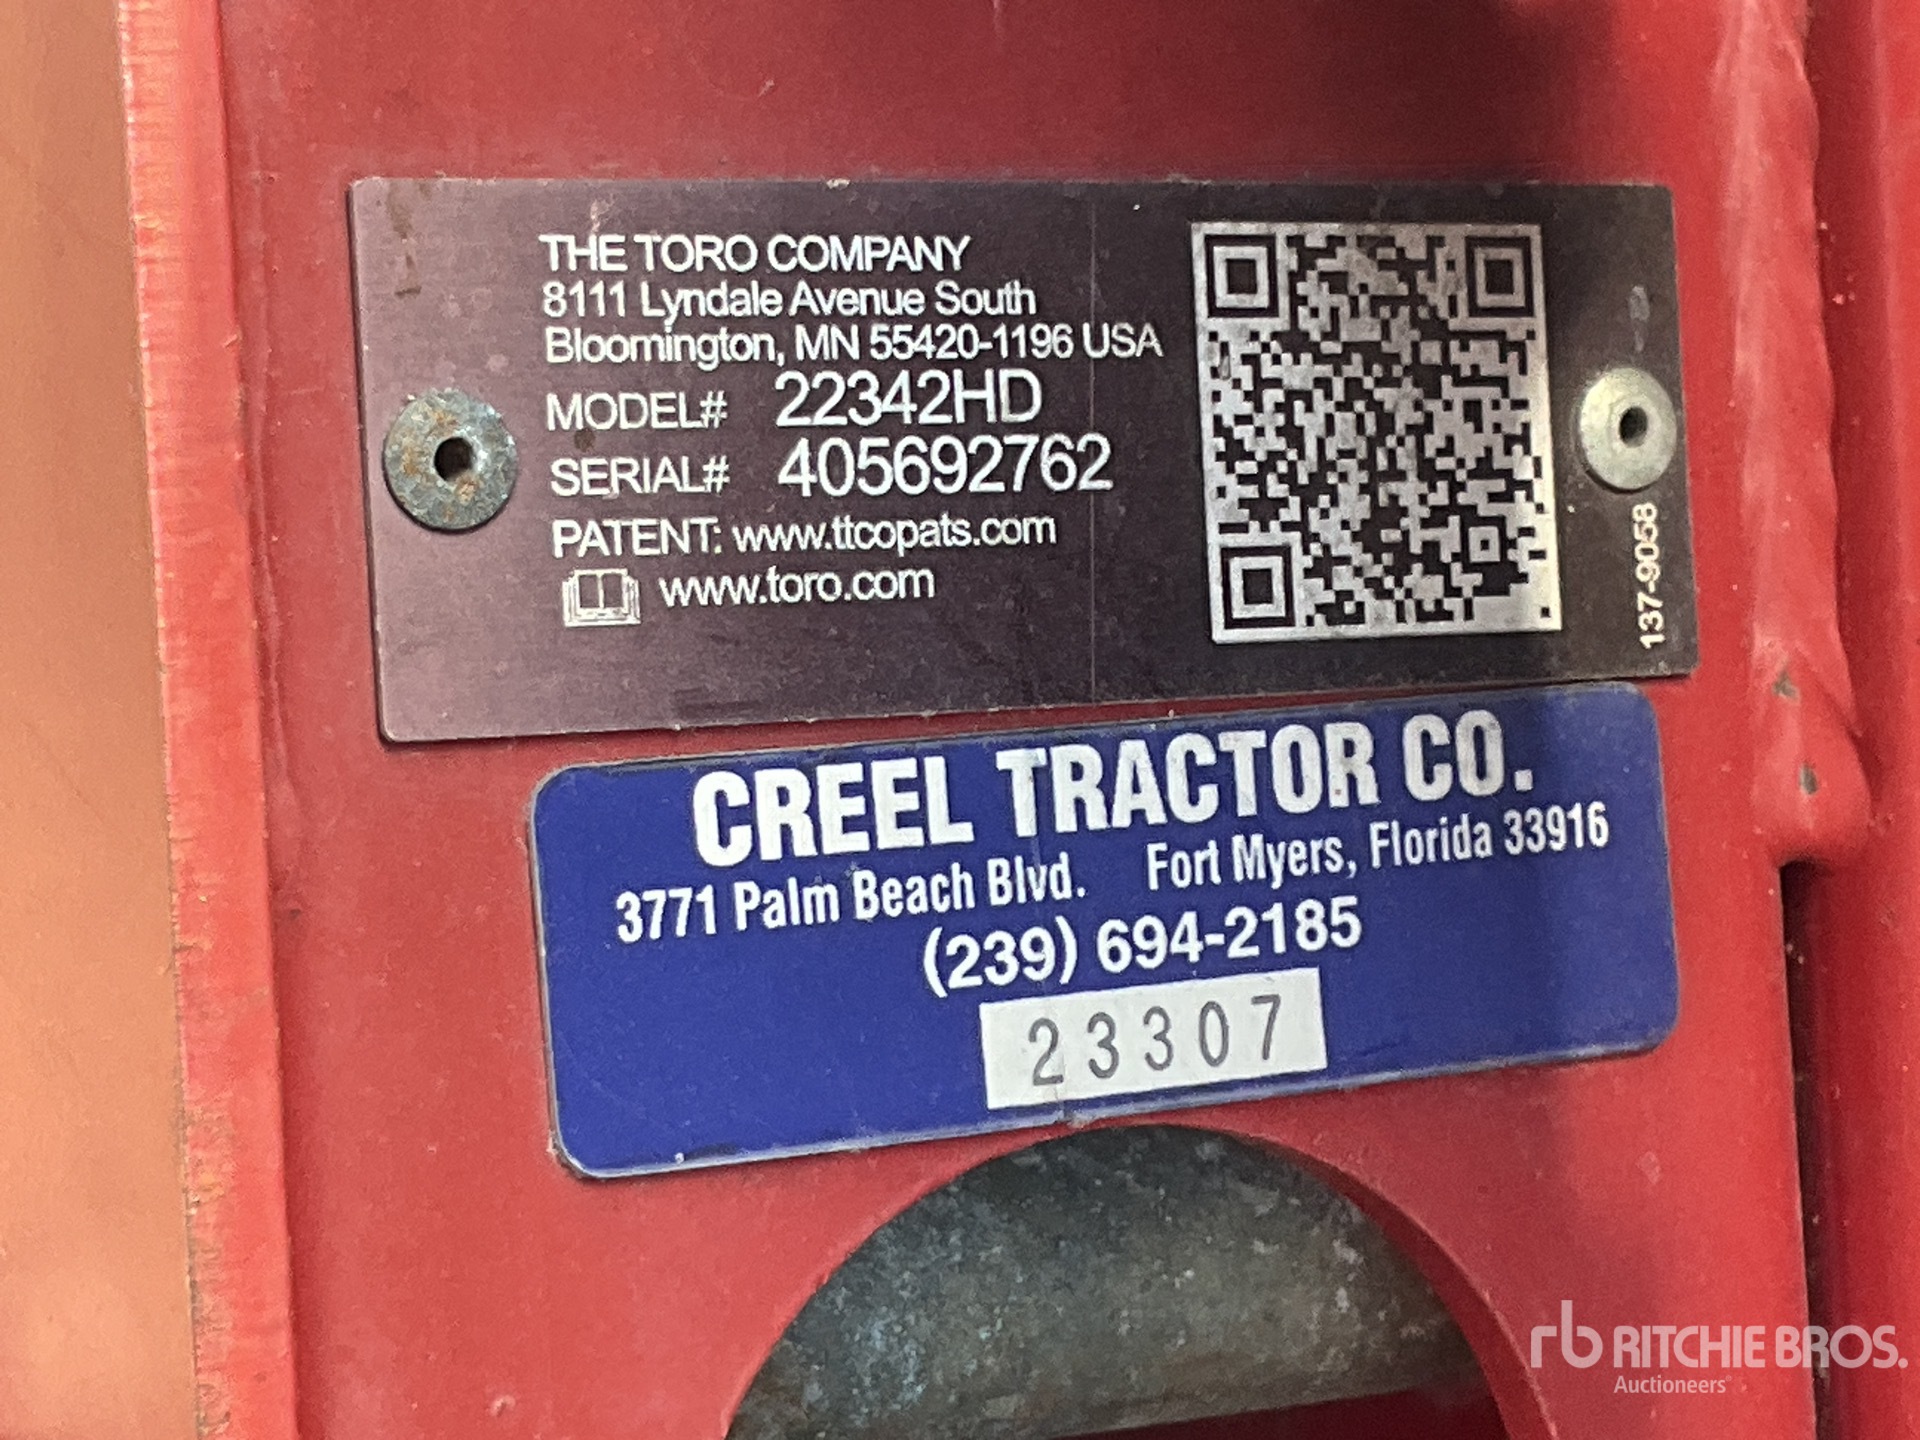 THE TORO COMPANY
8111 Lyndale Avenue South
Bloomington, MN 55420-1196 USA
MODEL# 22342HD
SERIAL# 405692762
PATENT: www.ttcopats.com
www.toro.com
137-9058
CREEL TRACTOR CO.
3771 Palm Beach Blvd. Fort Myers, Florida 33916
(239) 694-2185
23307
rb RITCHIE BROS.
Auctioneers